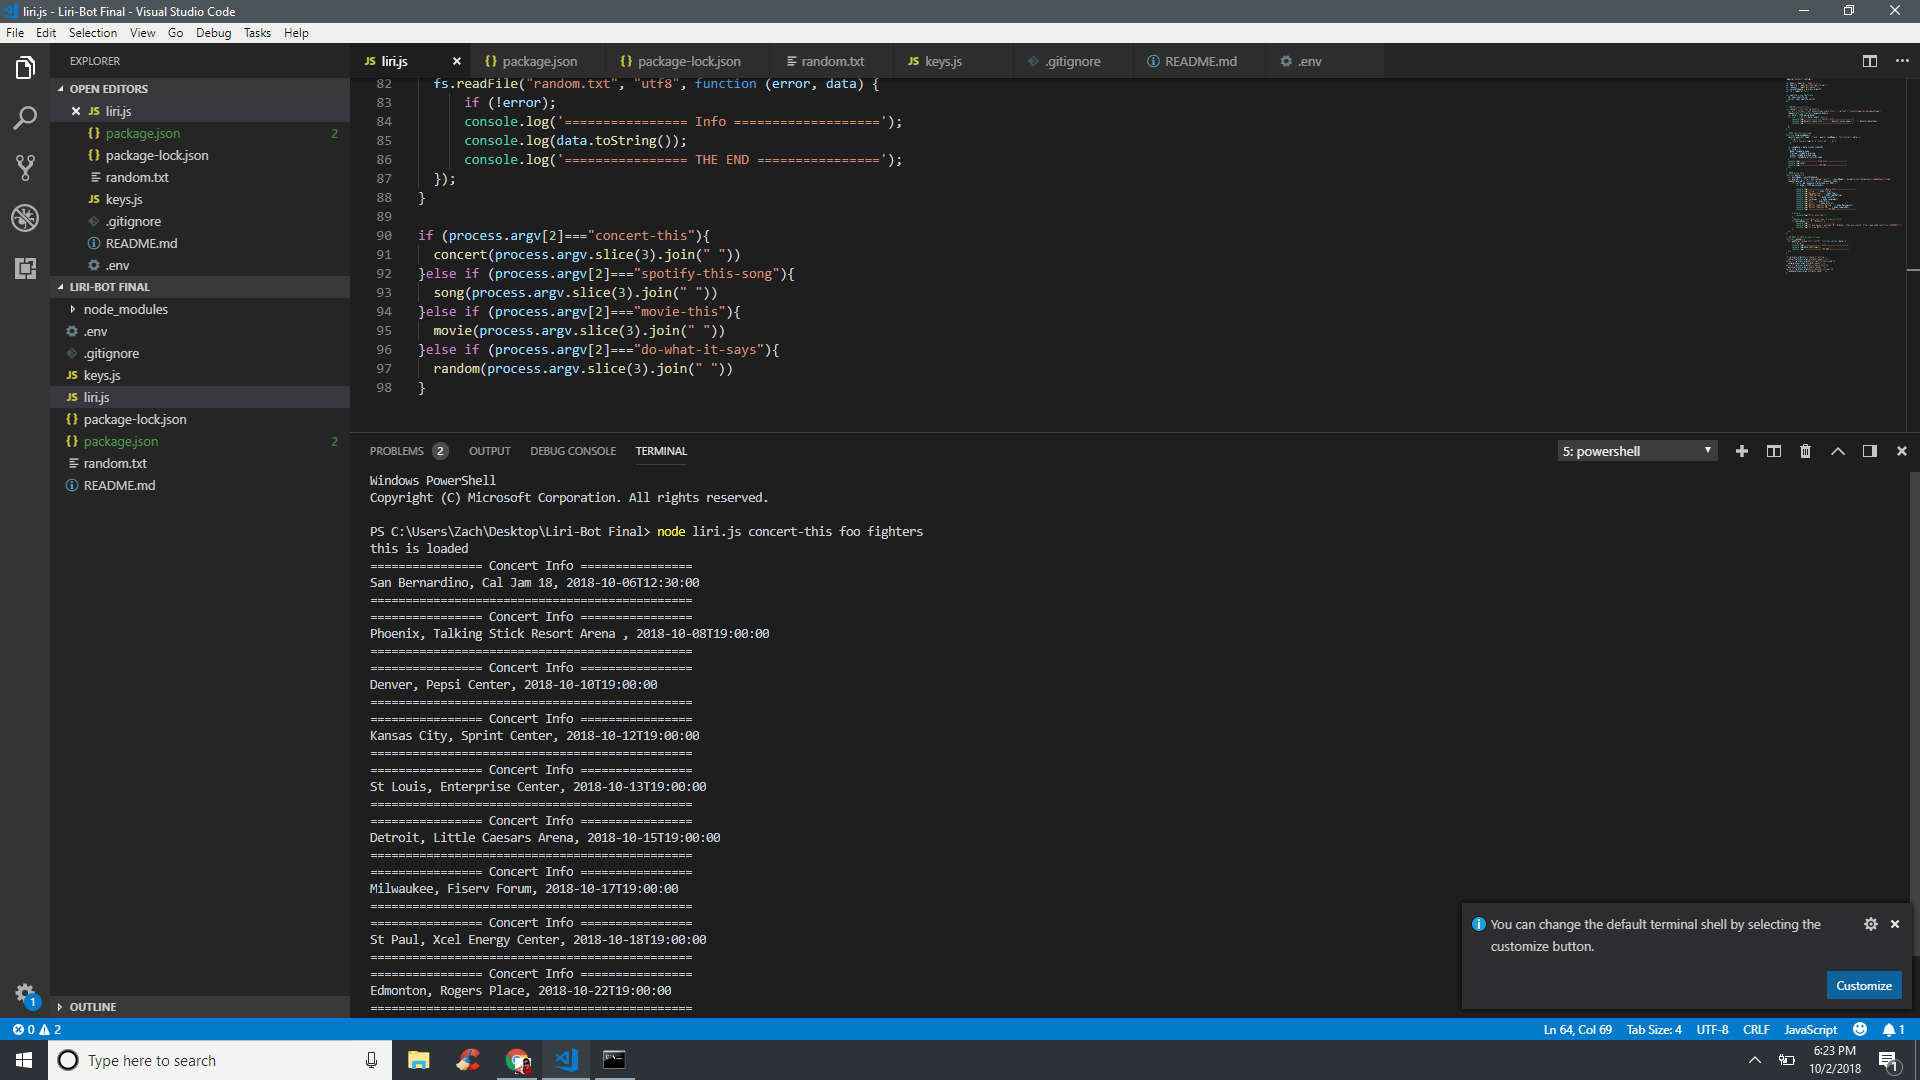 liri.js - Liri-Bot Final - Visual Studio Code
File Edit Selection View Go Debug Tasks Help
EXPLORER
OPEN EDITORS
JS liri.js
{} package.json 2
{} package-lock.json
random.txt
JS keys.js
.gitignore
README.md
.env
LIRI-BOT FINAL
node_modules
.env
.gitignore
JS keys.js
JS liri.js
{} package-lock.json
{} package.json 2
random.txt
README.md
OUTLINE
JS liri.js {} package.json {} package-lock.json random.txt JS keys.js .gitignore README.md .env
82 fs.readFile("random.txt", "utf8", function (error, data) {
83 if (!error);
84 console.log('================ Info ===================');
85 console.log(data.toString());
86 console.log('================ THE END ================');
87 });
88 }
89
90 if (process.argv[2]==="concert-this"){
91 concert(process.argv.slice(3).join(" "))
92 }else if (process.argv[2]==="spotify-this-song"){
93 song(process.argv.slice(3).join(" "))
94 }else if (process.argv[2]==="movie-this"){
95 movie(process.argv.slice(3).join(" "))
96 }else if (process.argv[2]==="do-what-it-says"){
97 random(process.argv.slice(3).join(" "))
98 }
PROBLEMS 2 OUTPUT DEBUG CONSOLE TERMINAL 5: powershell
Windows PowerShell
Copyright (C) Microsoft Corporation. All rights reserved.
PS C:\Users\Zach\Desktop\Liri-Bot Final> node liri.js concert-this foo fighters
this is loaded
================ Concert Info ================
San Bernardino, Cal Jam 18, 2018-10-06T12:30:00
==============================================
================ Concert Info ================
Phoenix, Talking Stick Resort Arena , 2018-10-08T19:00:00
==============================================
================ Concert Info ================
Denver, Pepsi Center, 2018-10-10T19:00:00
==============================================
================ Concert Info ================
Kansas City, Sprint Center, 2018-10-12T19:00:00
==============================================
================ Concert Info ================
St Louis, Enterprise Center, 2018-10-13T19:00:00
==============================================
================ Concert Info ================
Detroit, Little Caesars Arena, 2018-10-15T19:00:00
==============================================
================ Concert Info ================
Milwaukee, Fiserv Forum, 2018-10-17T19:00:00
==============================================
================ Concert Info ================
St Paul, Xcel Energy Center, 2018-10-18T19:00:00
==============================================
================ Concert Info ================
Edmonton, Rogers Place, 2018-10-22T19:00:00
==============================================
You can change the default terminal shell by selecting the
customize button.
Customize
1
0 2 Ln 64, Col 69 Tab Size: 4 UTF-8 CRLF JavaScript 1
Type here to search
6:23 PM
10/2/2018
1